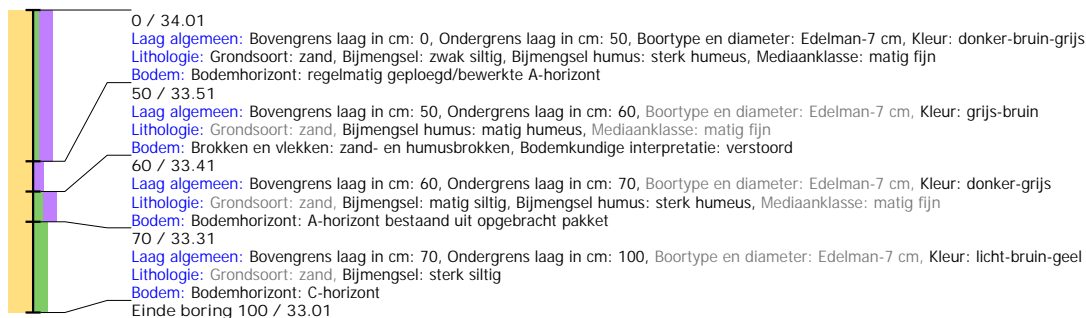 0 / 34.01
Laag algemeen: Bovengrens laag in cm: 0, Ondergrens laag in cm: 50, Boortype en diameter: Edelman-7 cm, Kleur: donker-bruin-grijs
Lithologie: Grondsoort: zand, Bijmengsel: zwak siltig, Bijmengsel humus: sterk humeus, Mediaanklasse: matig fijn
Bodem: Bodemhorizont: regelmatig geploegd/bewerkte A-horizont
50 / 33.51
Laag algemeen: Bovengrens laag in cm: 50, Ondergrens laag in cm: 60, Boortype en diameter: Edelman-7 cm, Kleur: grijs-bruin
Lithologie: Grondsoort: zand, Bijmengsel humus: matig humeus, Mediaanklasse: matig fijn
Bodem: Brokken en vlekken: zand- en humusbrokken, Bodemkundige interpretatie: verstoord
60 / 33.41
Laag algemeen: Bovengrens laag in cm: 60, Ondergrens laag in cm: 70, Boortype en diameter: Edelman-7 cm, Kleur: donker-grijs
Lithologie: Grondsoort: zand, Bijmengsel: matig siltig, Bijmengsel humus: sterk humeus, Mediaanklasse: matig fijn
Bodem: Bodemhorizont: A-horizont bestaand uit opgebracht pakket
70 / 33.31
Laag algemeen: Bovengrens laag in cm: 70, Ondergrens laag in cm: 100, Boortype en diameter: Edelman-7 cm, Kleur: licht-bruin-geel
Lithologie: Grondsoort: zand, Bijmengsel: sterk siltig
Bodem: Bodemhorizont: C-horizont
Einde boring 100 / 33.01